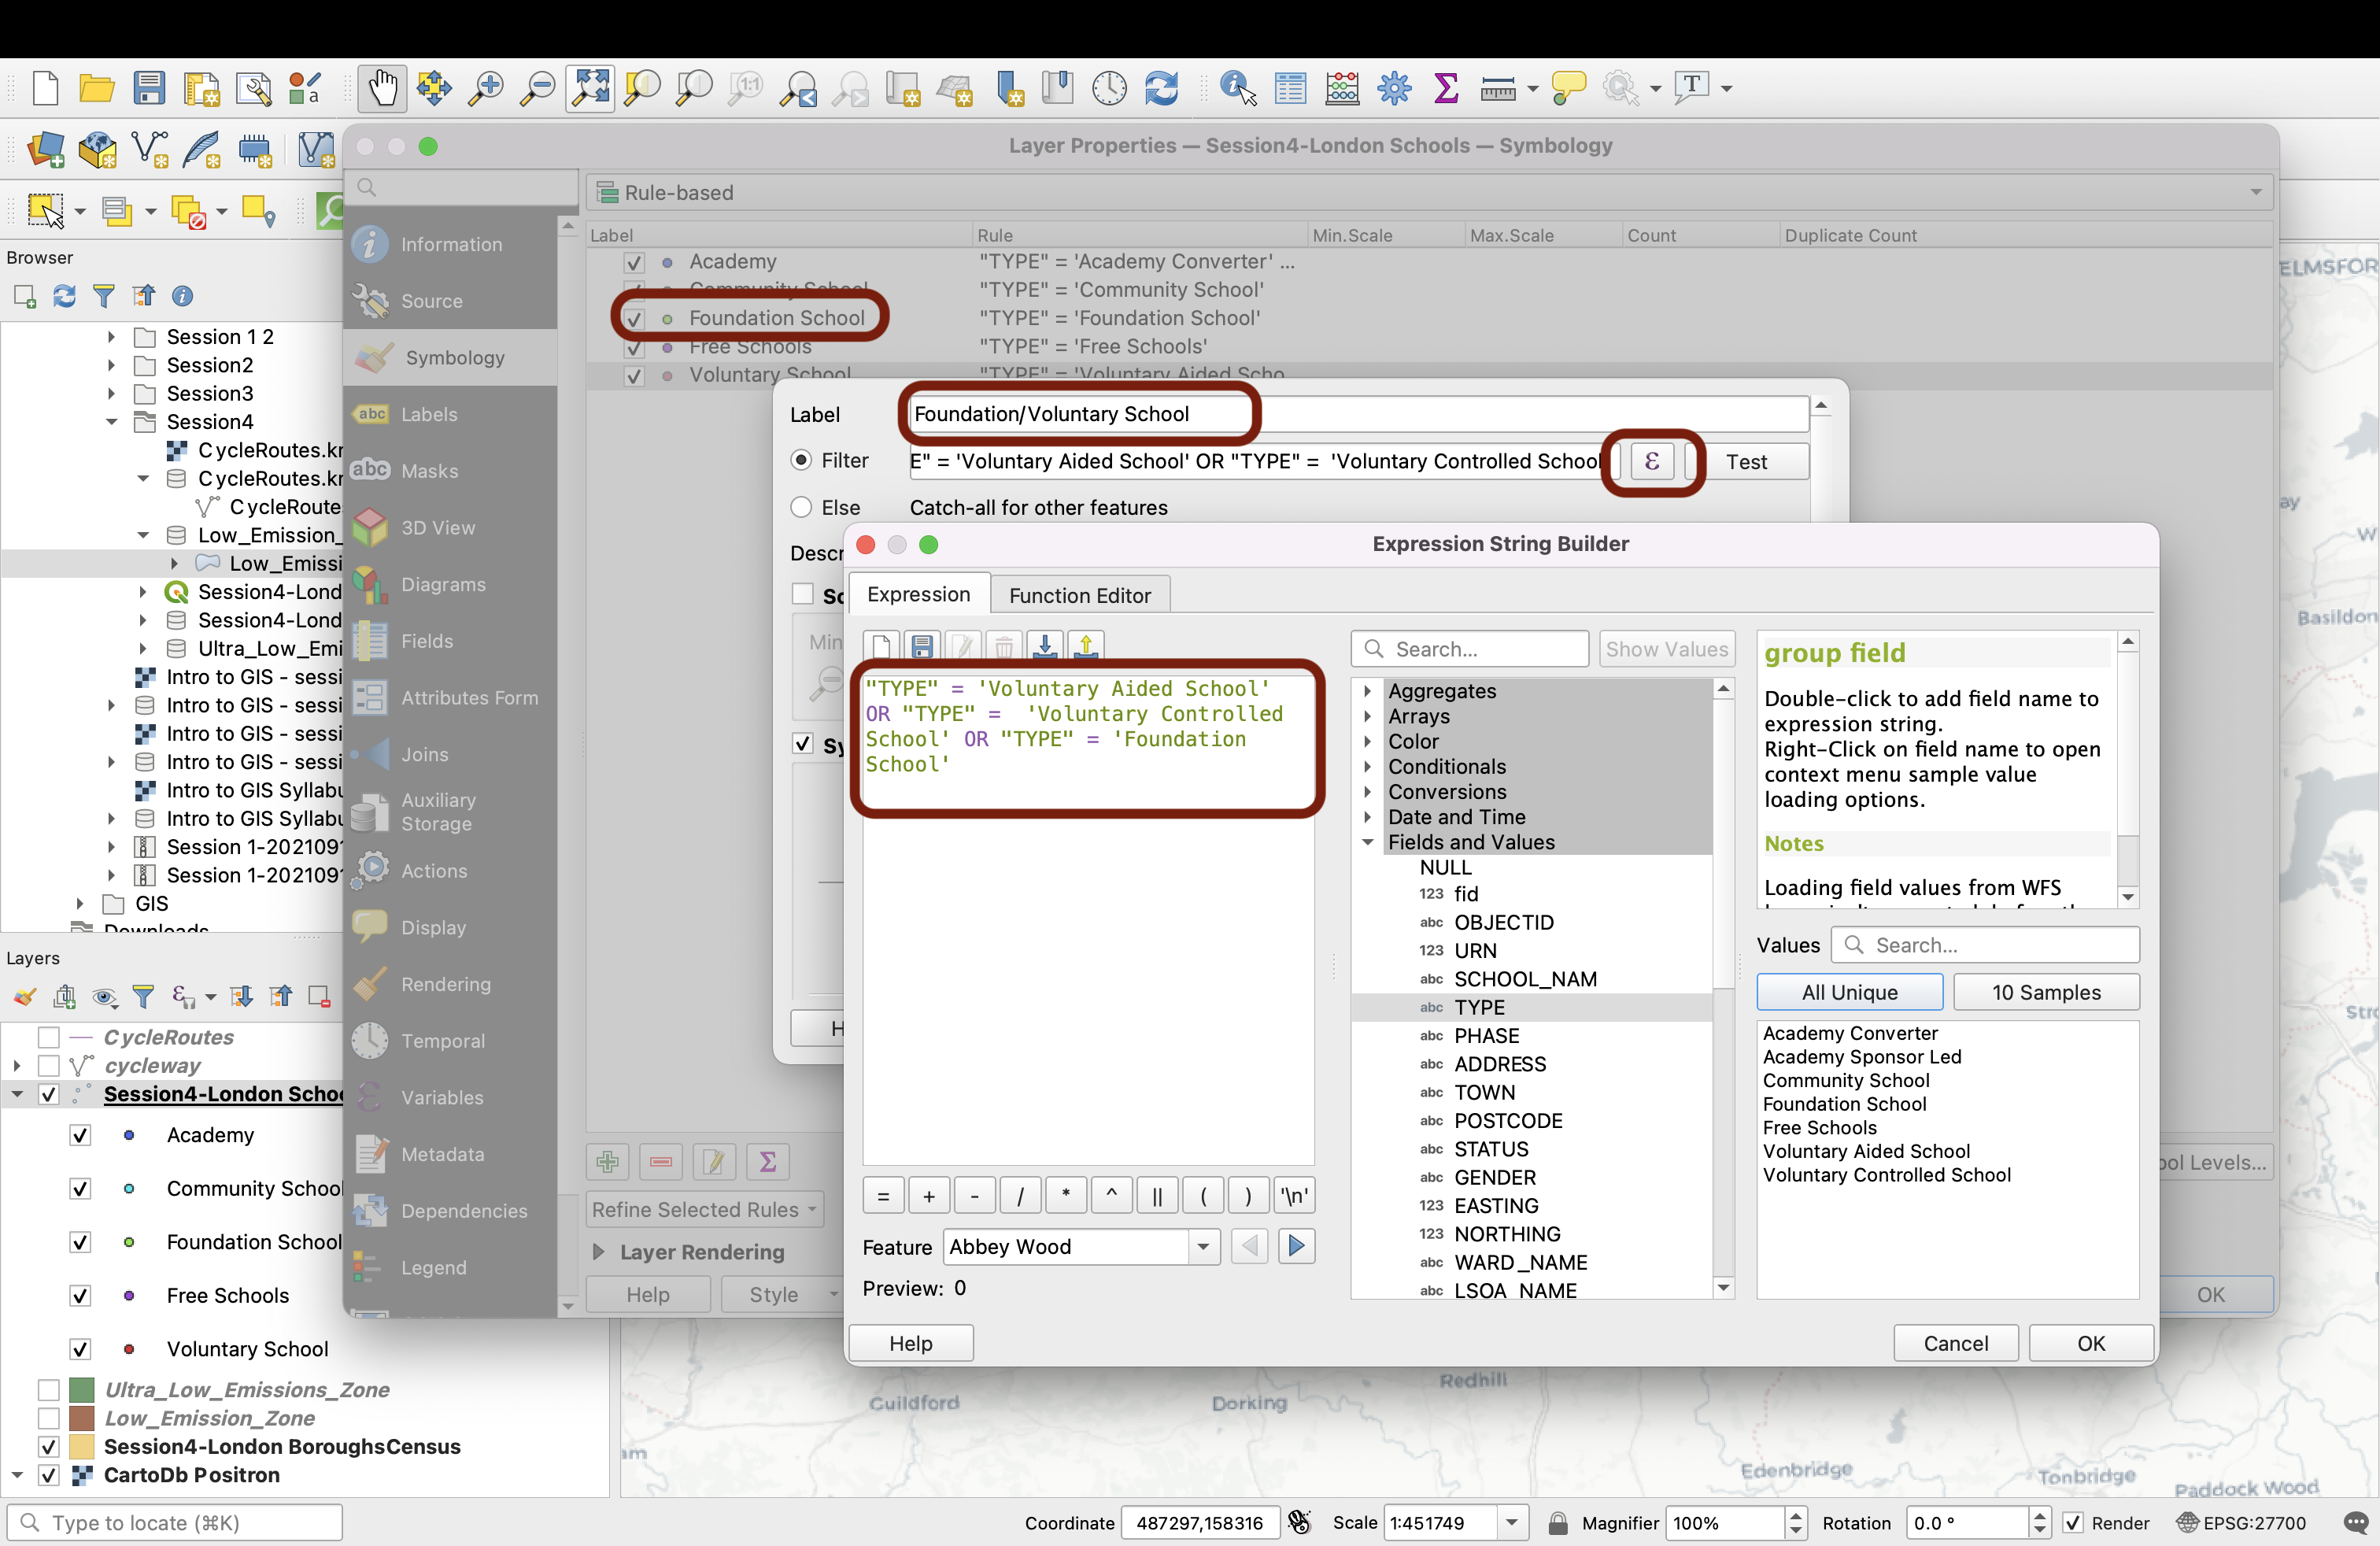 Layer Properties — Session4-London Schools — Symbology
Rule-based
Label Rule Min.Scale Max.Scale Count Duplicate Count
Academy "TYPE" = 'Academy Converter' ...
Community School "TYPE" = 'Community School'
Foundation School "TYPE" = 'Foundation School'
Free Schools "TYPE" = 'Free Schools'
Voluntary School "TYPE" = 'Voluntary Aided Scho
Information
Source
Symbology
Labels
Masks
3D View
Diagrams
Fields
Attributes Form
Joins
Auxiliary
Storage
Actions
Display
Rendering
Temporal
Variables
Metadata
Dependencies
Legend
Refine Selected Rules
Layer Rendering
Help Style
ol Levels...
OK
Browser
Session 1 2
Session2
Session3
Session4
CycleRoutes.kr
CycleRoutes.kr
CycleRoute
Low_Emission_
Low_Emissi
Session4-Lond
Session4-Lond
Ultra_Low_Emi
Intro to GIS - sessi
Intro to GIS - sessi
Intro to GIS - sessi
Intro to GIS - sessi
Intro to GIS Syllabu
Intro to GIS Syllabu
Session 1-202109
Session 1-202109
GIS
Downloads
Layers
CycleRoutes
cycleway
Session4-London Schoo
Academy
Community School
Foundation School
Free Schools
Voluntary School
Ultra_Low_Emissions_Zone
Low_Emission_Zone
Session4-London BoroughsCensus
CartoDb Positron
Label Foundation/Voluntary School
Filter E" = 'Voluntary Aided School' OR "TYPE" =  'Voluntary Controlled School ε Test
Else Catch-all for other features
Descr
Sc
Min
Sy
H
Expression String Builder
Expression Function Editor
"TYPE" = 'Voluntary Aided School'
OR "TYPE" =  'Voluntary Controlled
School' OR "TYPE" = 'Foundation
School'
= + - / * ^ || ( ) '\n'
Feature Abbey Wood
Preview: 0
Help
Search... Show Values
Aggregates
Arrays
Color
Conditionals
Conversions
Date and Time
Fields and Values
NULL
123 fid
abc OBJECTID
123 URN
abc SCHOOL_NAM
abc TYPE
abc PHASE
abc ADDRESS
abc TOWN
abc POSTCODE
abc STATUS
abc GENDER
123 EASTING
123 NORTHING
abc WARD_NAME
abc LSOA_NAME
group field
Double-click to add field name to
expression string.
Right-Click on field name to open
context menu sample value
loading options.
Notes
Loading field values from WFS
Values Search...
All Unique 10 Samples
Academy Converter
Academy Sponsor Led
Community School
Foundation School
Free Schools
Voluntary Aided School
Voluntary Controlled School
Cancel OK
ELMSFOR
ay
W
Basildon
Stro
Guildford
Dorking
Redhill
Edenbridge
Tonbridge
Paddock Wood
Type to locate (⌘K)
Coordinate 487297,158316 Scale 1:451749 Magnifier 100% Rotation 0.0 ° Render EPSG:27700